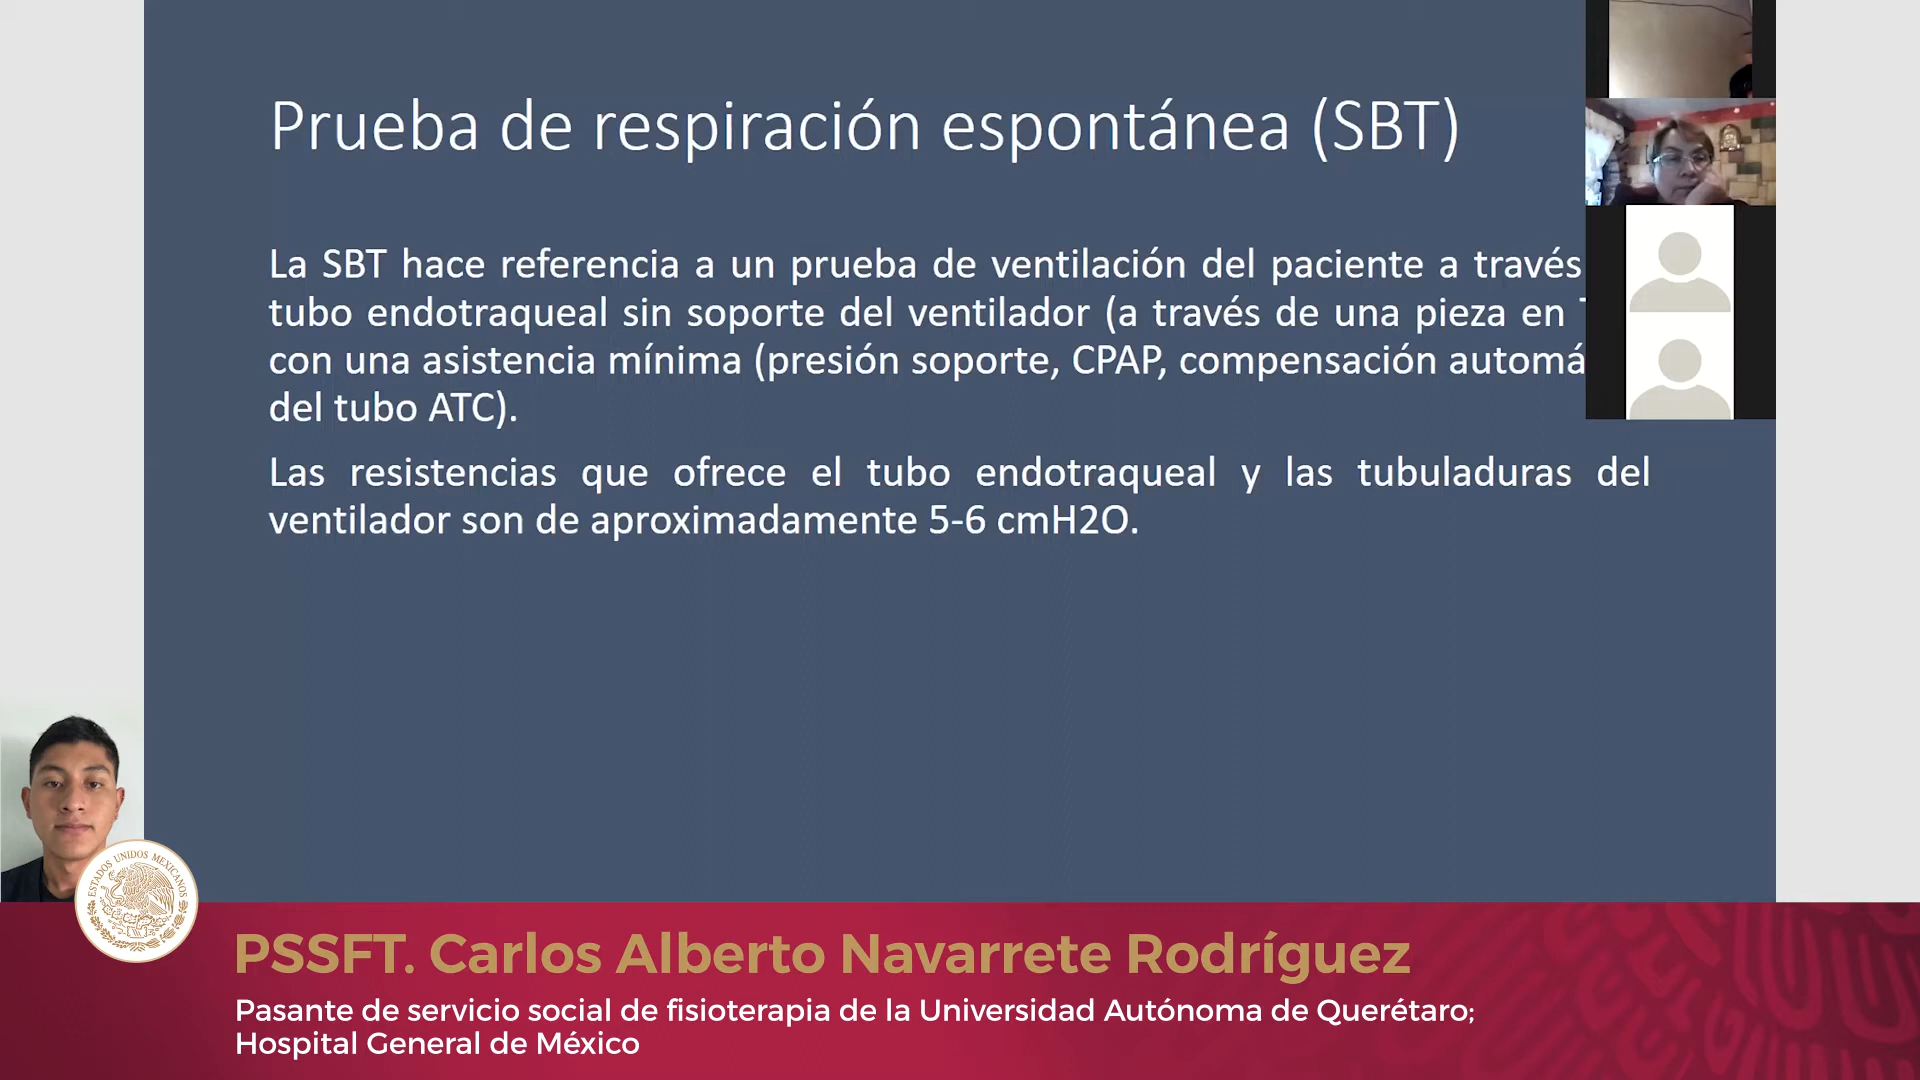 Prueba de respiración espontánea (SBT)
La SBT hace referencia a un prueba de ventilación del paciente a través
tubo endotraqueal sin soporte del ventilador (a través de una pieza en
con una asistencia mínima (presión soporte, CPAP, compensación automá
del tubo ATC).
Las resistencias que ofrece el tubo endotraqueal y las tubuladuras del
ventilador son de aproximadamente 5-6 cmH2O.
ESTADOS UNIDOS MEXICANOS
PSSFT. Carlos Alberto Navarrete Rodríguez
Pasante de servicio social de fisioterapia de la Universidad Autónoma de Querétaro;
Hospital General de México